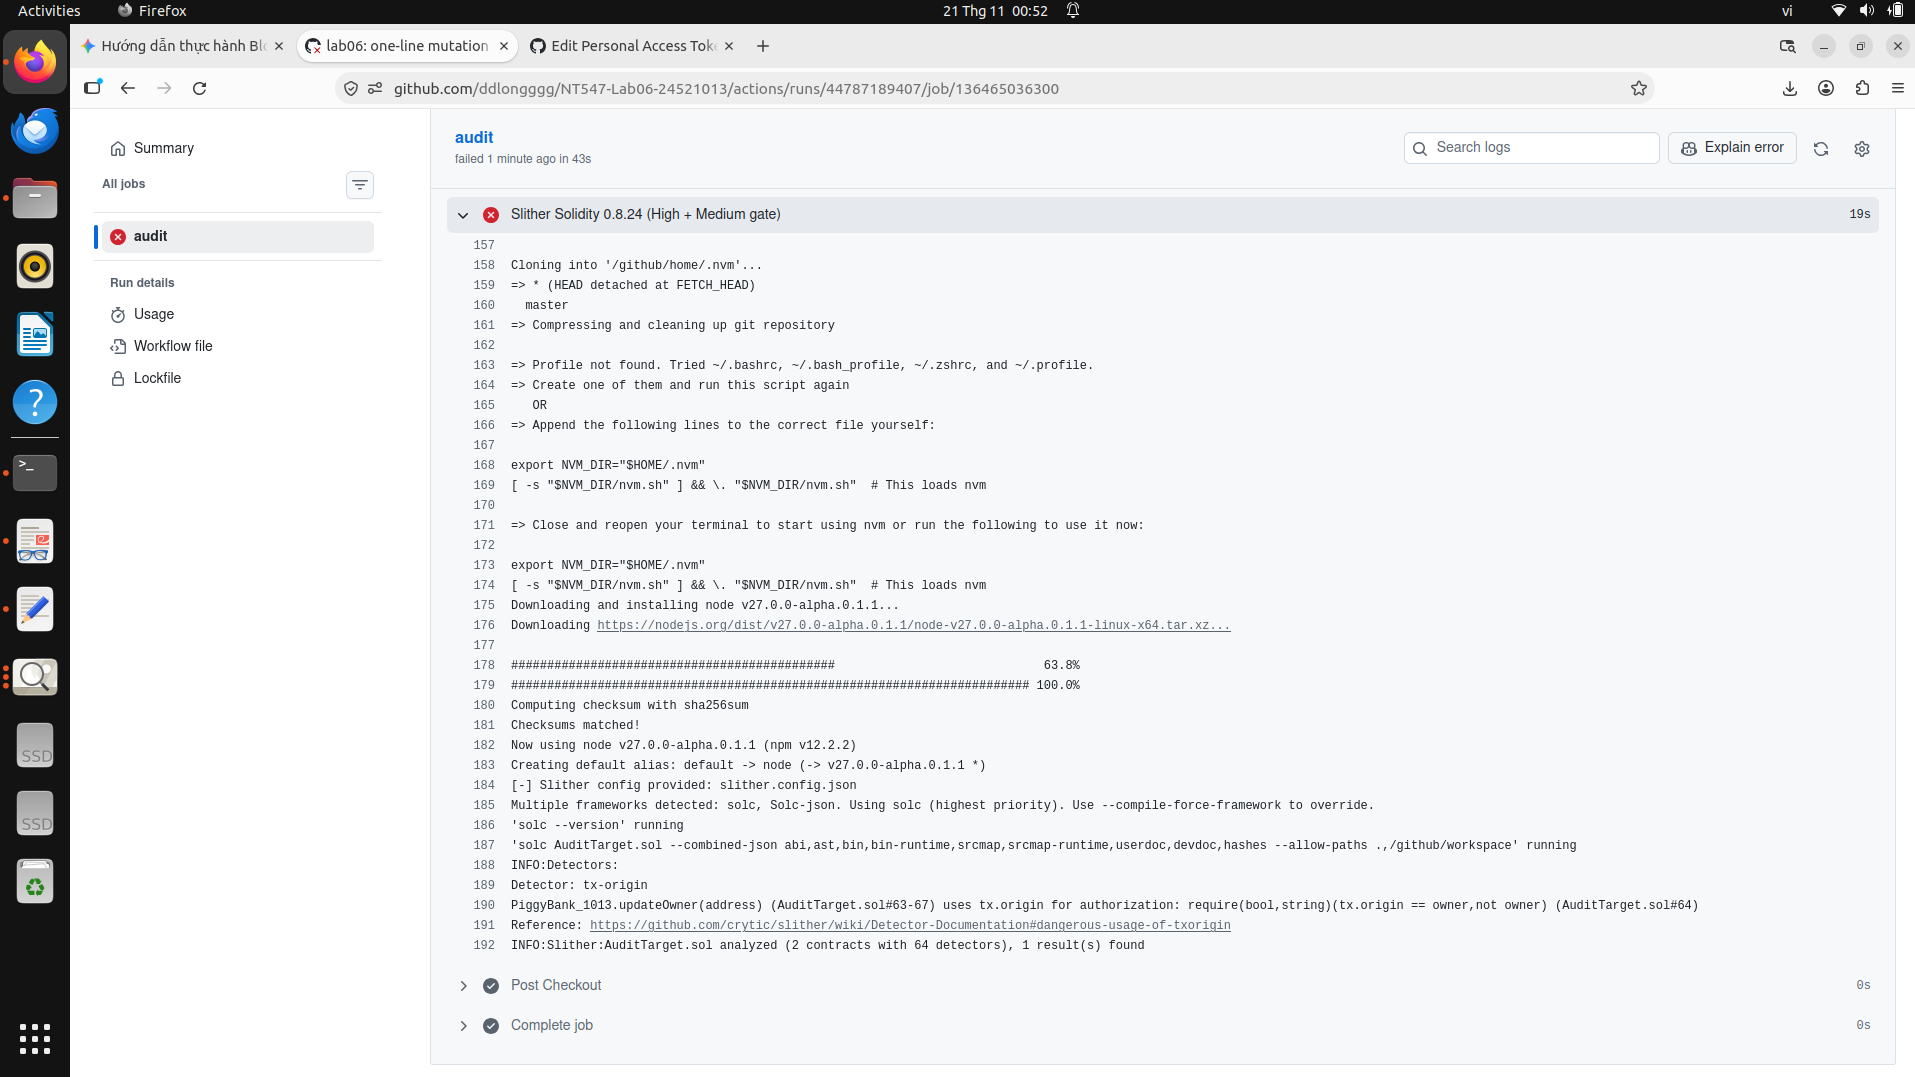 Activities
Firefox
21 Thg 11 00:52
vi
Hướng dẫn thực hành Blo
lab06: one-line mutation
Edit Personal Access Toke
github.com/ddlongggg/NT547-Lab06-24521013/actions/runs/44787189407/job/136465036300
Summary
All jobs
audit
Run details
Usage
Workflow file
Lockfile
audit
failed 1 minute ago in 43s
Search logs
Explain error
Slither Solidity 0.8.24 (High + Medium gate)
19s
157
158 Cloning into '/github/home/.nvm'...
159 => * (HEAD detached at FETCH_HEAD)
160 master
161 => Compressing and cleaning up git repository
162
163 => Profile not found. Tried ~/.bashrc, ~/.bash_profile, ~/.zshrc, and ~/.profile.
164 => Create one of them and run this script again
165 OR
166 => Append the following lines to the correct file yourself:
167
168 export NVM_DIR="$HOME/.nvm"
169 [ -s "$NVM_DIR/nvm.sh" ] && \. "$NVM_DIR/nvm.sh" # This loads nvm
170
171 => Close and reopen your terminal to start using nvm or run the following to use it now:
172
173 export NVM_DIR="$HOME/.nvm"
174 [ -s "$NVM_DIR/nvm.sh" ] && \. "$NVM_DIR/nvm.sh" # This loads nvm
175 Downloading and installing node v27.0.0-alpha.0.1.1...
176 Downloading https://nodejs.org/dist/v27.0.0-alpha.0.1.1/node-v27.0.0-alpha.0.1.1-linux-x64.tar.xz...
177
178 ############################################# 63.8%
179 ######################################################################## 100.0%
180 Computing checksum with sha256sum
181 Checksums matched!
182 Now using node v27.0.0-alpha.0.1.1 (npm v12.2.2)
183 Creating default alias: default -> node (-> v27.0.0-alpha.0.1.1 *)
184 [-] Slither config provided: slither.config.json
185 Multiple frameworks detected: solc, Solc-json. Using solc (highest priority). Use --compile-force-framework to override.
186 'solc --version' running
187 'solc AuditTarget.sol --combined-json abi,ast,bin,bin-runtime,srcmap,srcmap-runtime,userdoc,devdoc,hashes --allow-paths .,/github/workspace' running
188 INFO:Detectors:
189 Detector: tx-origin
190 PiggyBank_1013.updateOwner(address) (AuditTarget.sol#63-67) uses tx.origin for authorization: require(bool,string)(tx.origin == owner,not owner) (AuditTarget.sol#64)
191 Reference: https://github.com/crytic/slither/wiki/Detector-Documentation#dangerous-usage-of-txorigin
192 INFO:Slither:AuditTarget.sol analyzed (2 contracts with 64 detectors), 1 result(s) found
Post Checkout
0s
Complete job
0s
SSD
SSD